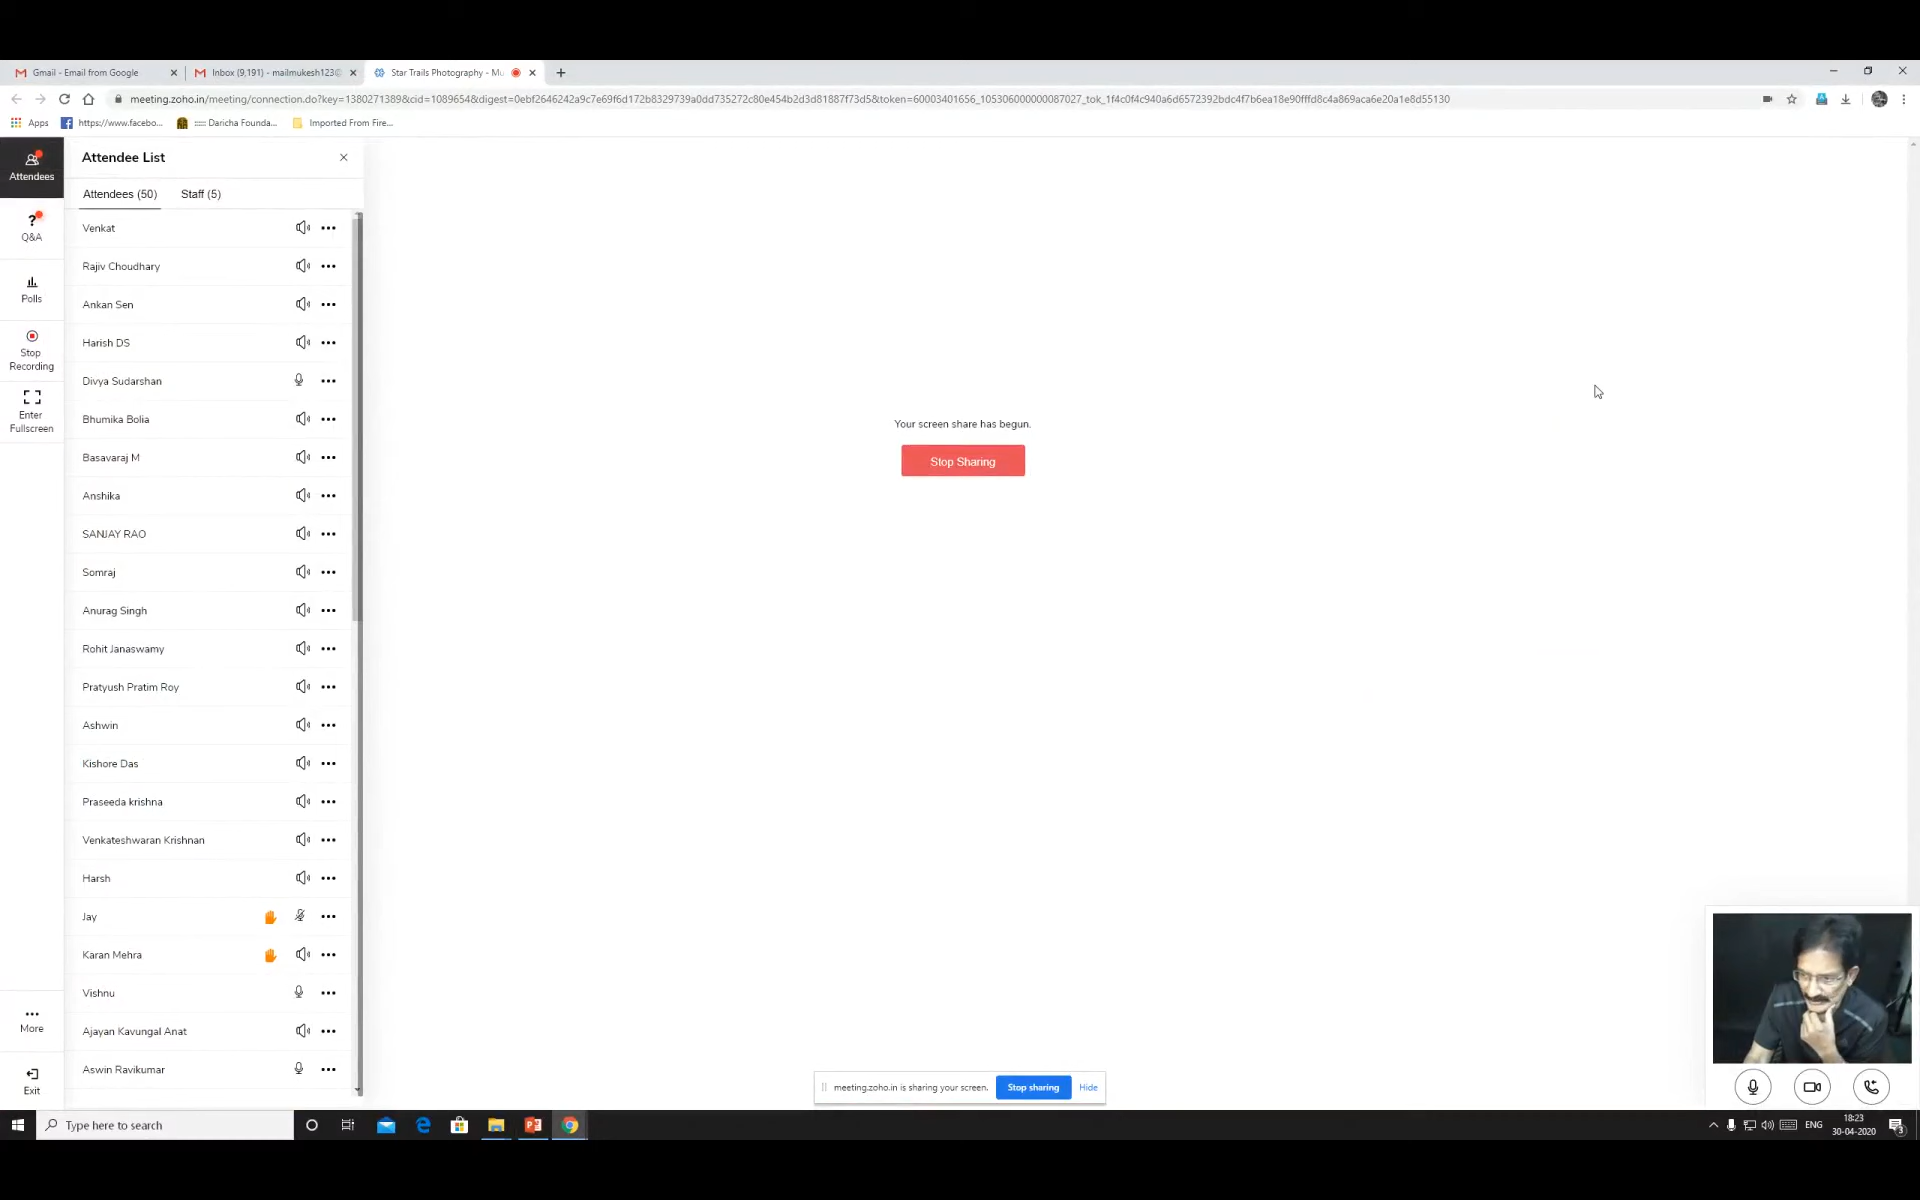 Gmail - Email from Google
Inbox (9,191) - mailmukesh123@
Star Trails Photography - Mu
meeting.zoho.in/meeting/connection.do?key=1380271389&cid=1089654&digest=0ebf2646242a9c7e69f6d172b8329739a0dd735272c80e454b2d3d81887f73d5&token=60003401656_105306000000087027_tok_1f4c0f4c940a6d6572392bdc4f7b6ea18e90fffd8c4a869aca6e20a1e8d55130
Apps
https://www.facebo...
::::: Daricha Founda...
Imported From Fire...
Attendees
Q&A
Polls
Stop
Recording
Enter
Fullscreen
More
Exit
Attendee List
Attendees (50)
Staff (5)
Venkat
Rajiv Choudhary
Ankan Sen
Harish DS
Divya Sudarshan
Bhumika Bolia
Basavaraj M
Anshika
SANJAY RAO
Somraj
Anurag Singh
Rohit Janaswamy
Pratyush Pratim Roy
Ashwin
Kishore Das
Praseeda krishna
Venkateshwaran Krishnan
Harsh
Jay
Karan Mehra
Vishnu
Ajayan Kavungal Anat
Aswin Ravikumar
Your screen share has begun.
Stop Sharing
meeting.zoho.in is sharing your screen.
Stop sharing
Hide
Type here to search
ENG
18:23
30-04-2020
3